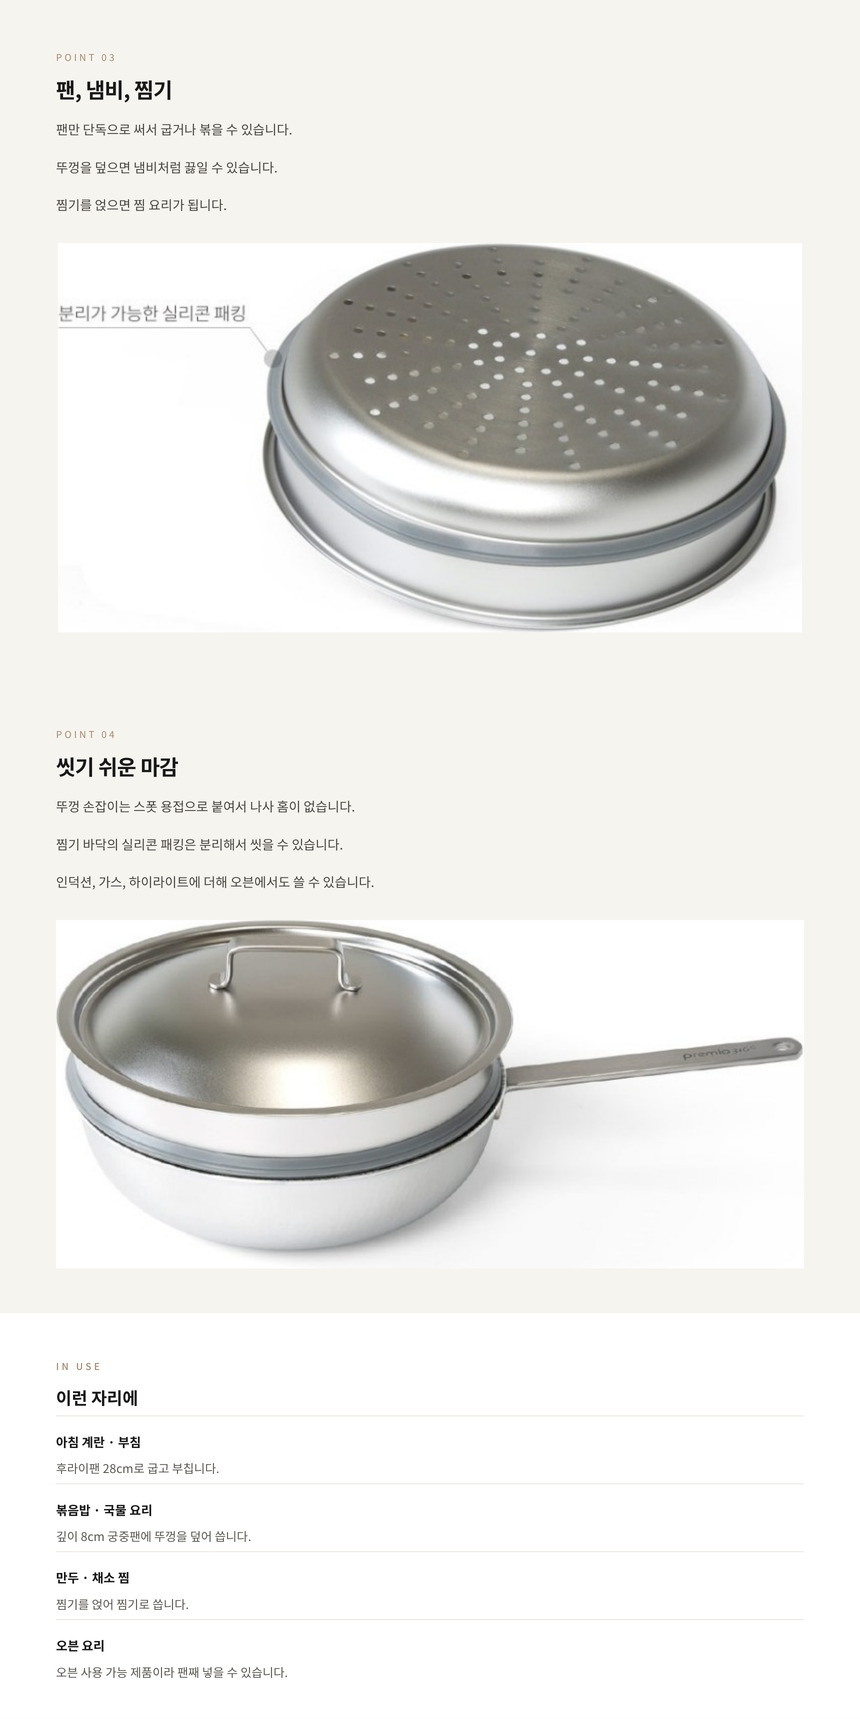 POINT 03
팬, 냄비, 찜기
팬만 단독으로 써서 굽거나 볶을 수 있습니다.
뚜껑을 덮으면 냄비처럼 끓일 수 있습니다.
찜기를 얹으면 찜 요리가 됩니다.
분리가 가능한 실리콘 패킹
POINT 04
씻기 쉬운 마감
뚜껑 손잡이는 스폿 용접으로 붙여서 나사 홈이 없습니다.
찜기 바닥의 실리콘 패킹은 분리해서 씻을 수 있습니다.
인덕션, 가스, 하이라이트에 더해 오븐에서도 쓸 수 있습니다.
premio
IN USE
이런 자리에
아침 계란 · 부침
후라이팬 28cm로 굽고 부칩니다.
볶음밥 · 국물 요리
깊이 8cm 궁중팬에 뚜껑을 덮어 씁니다.
만두 · 채소 찜
찜기를 얹어 찜기로 씁니다.
오븐 요리
오븐 사용 가능 제품이라 팬째 넣을 수 있습니다.